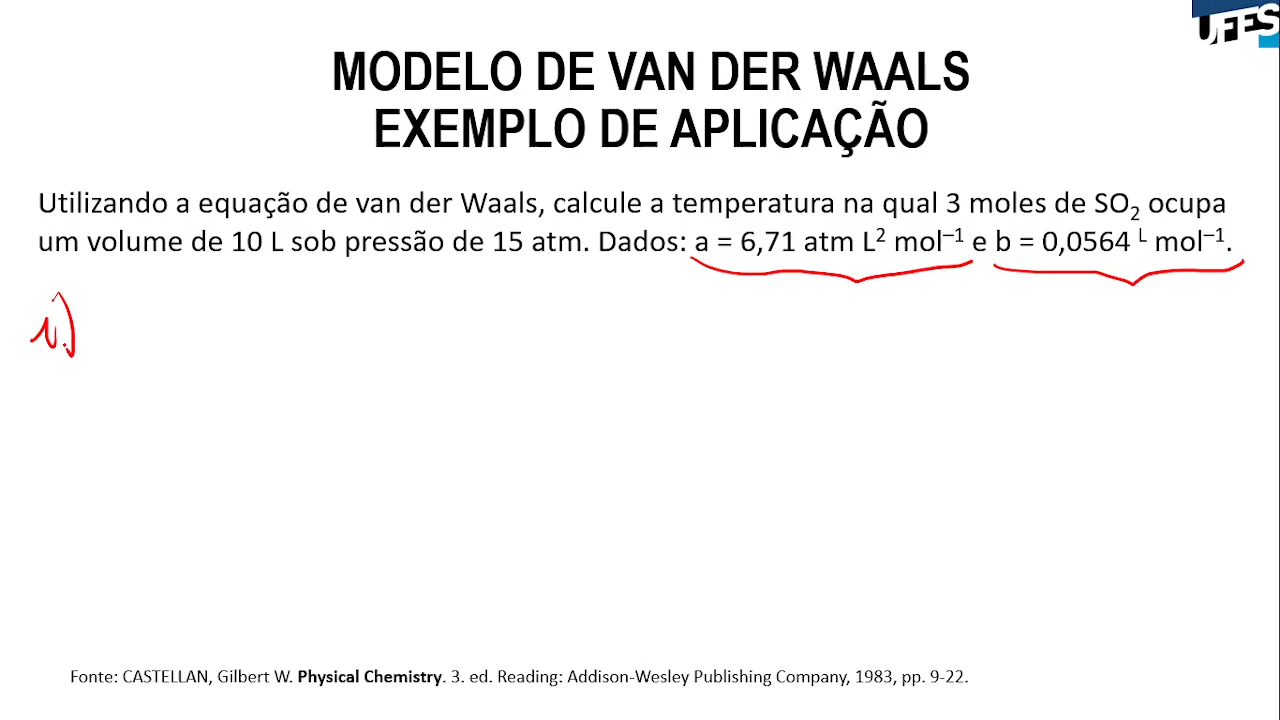 UFES
MODELO DE VAN DER WAALS
EXEMPLO DE APLICAÇÃO
Utilizando a equação de van der Waals, calcule a temperatura na qual 3 moles de SO₂ ocupa
um volume de 10 L sob pressão de 15 atm. Dados: a = 6,71 atm L² mol⁻¹ e b = 0,0564 ᴸ mol⁻¹.
Fonte: CASTELLAN, Gilbert W. Physical Chemistry. 3. ed. Reading: Addison-Wesley Publishing Company, 1983, pp. 9-22.